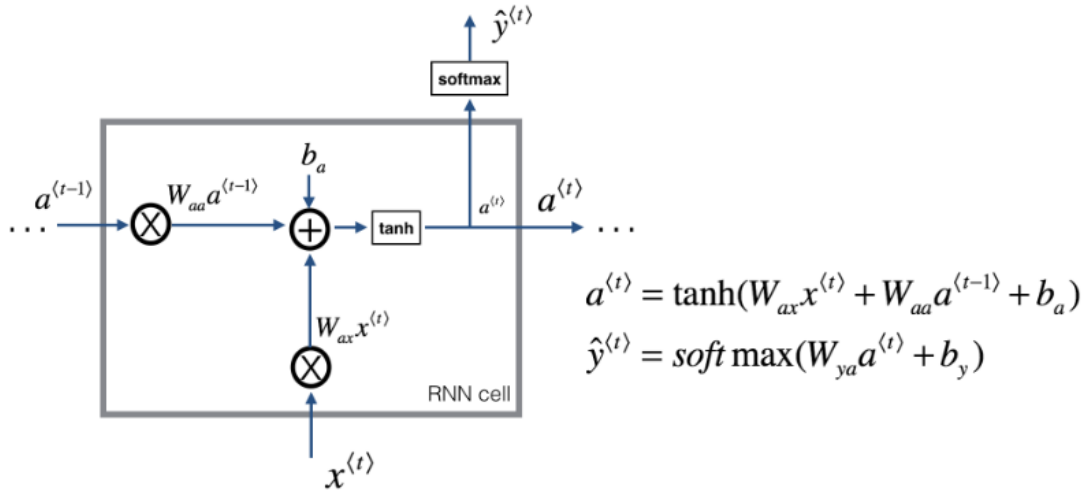 ŷ⟨t⟩
softmax
b_a
a⟨t−1⟩
W_aa a⟨t−1⟩
a⟨t⟩
a⟨t⟩
...
+
tanh
...
W_ax x⟨t⟩
RNN cell
x⟨t⟩
a⟨t⟩ = tanh(W_ax x⟨t⟩ + W_aa a⟨t−1⟩ + b_a)
ŷ⟨t⟩ = soft max(W_ya a⟨t⟩ + b_y)